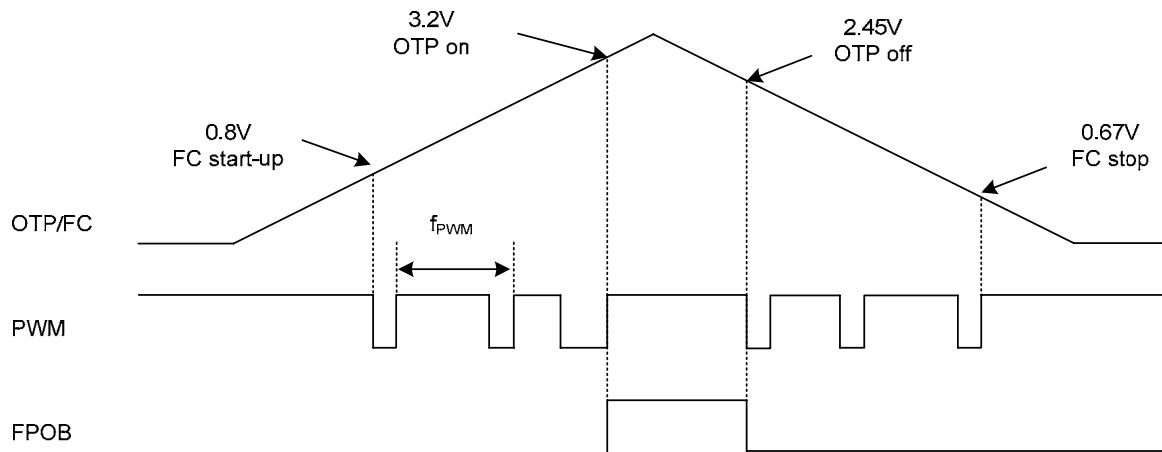 3.2V
OTP on
2.45V
OTP off
0.8V
FC start-up
0.67V
FC stop
OTP/FC
fPWM
PWM
FPOB